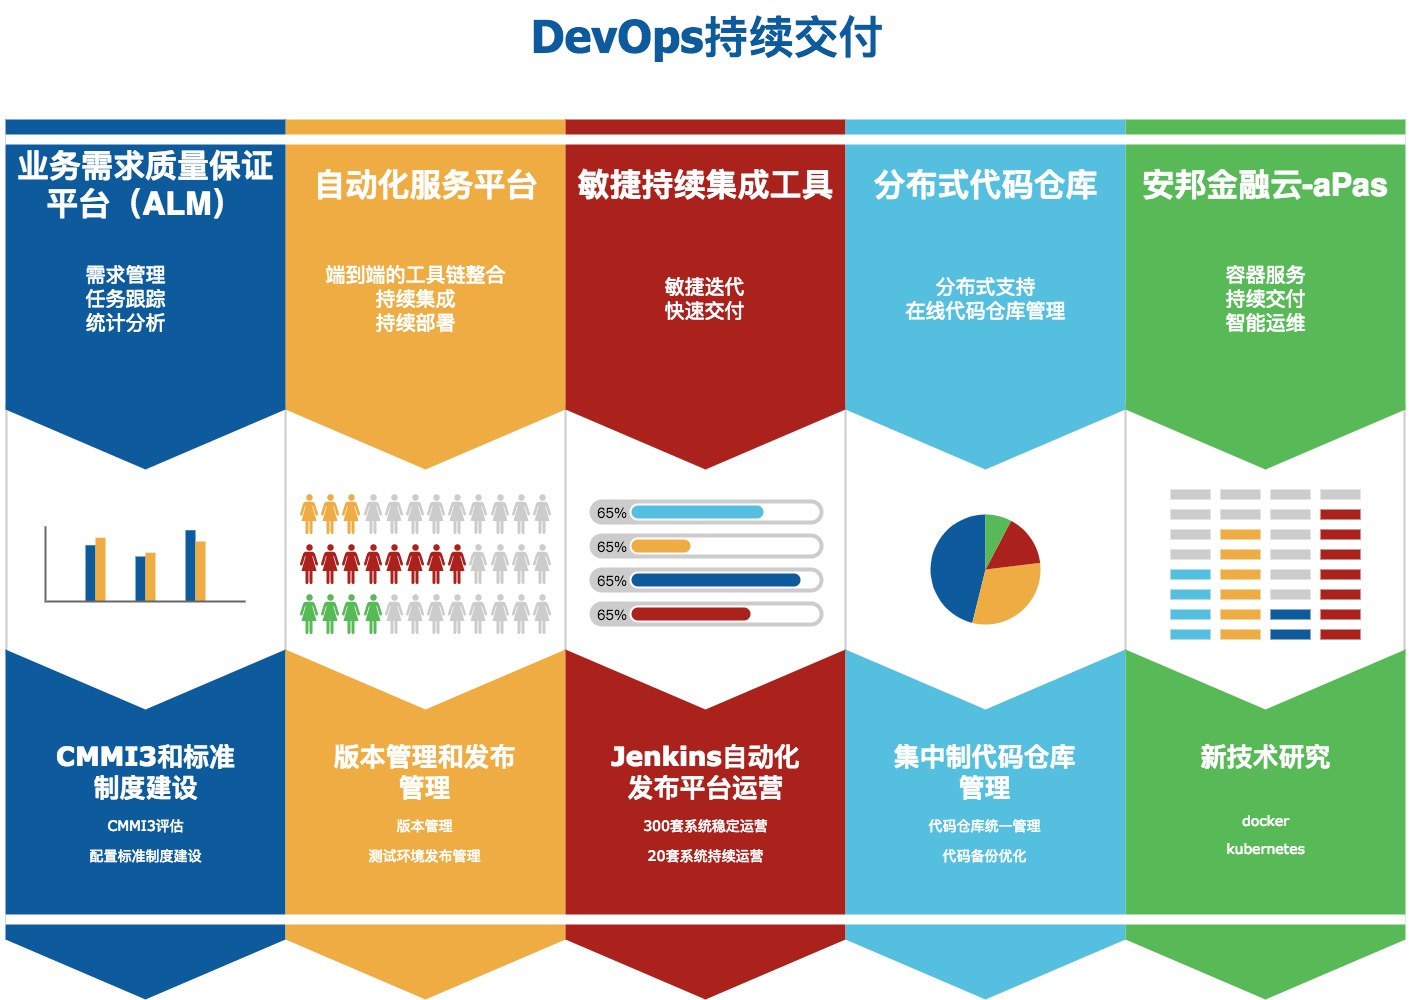 DevOps持续交付
业务需求质量保证
平台（ALM）
需求管理
任务跟踪
统计分析
自动化服务平台
端到端的工具链整合
持续集成
持续部署
敏捷持续集成工具
敏捷迭代
快速交付
分布式代码仓库
分布式支持
在线代码仓库管理
安邦金融云-aPas
容器服务
持续交付
智能运维
65%
65%
65%
65%
CMMI3和标准
制度建设
CMMI3评估
配置标准制度建设
版本管理和发布
管理
版本管理
测试环境发布管理
Jenkins自动化
发布平台运营
300套系统稳定运营
20套系统持续运营
集中制代码仓库
管理
代码仓库统一管理
代码备份优化
新技术研究
docker
kubernetes